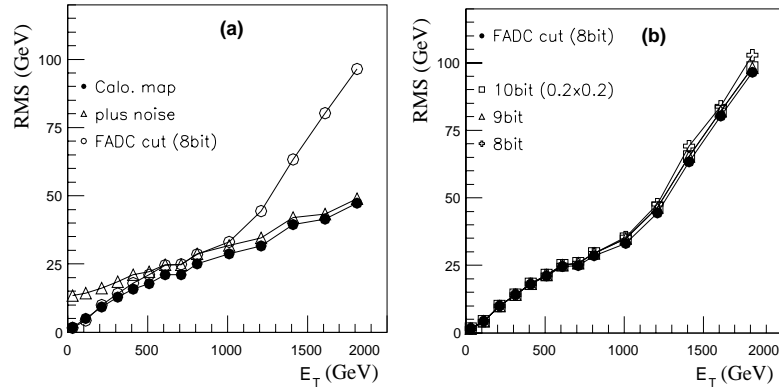 (a)
RMS (GeV)
100
75
50
25
0
Calo. map
plus noise
FADC cut (8bit)
0 500 1000 1500 2000
E_T (GeV)
(b)
RMS (GeV)
100
75
50
25
0
FADC cut (8bit)
10bit (0.2x0.2)
9bit
8bit
0 500 1000 1500 2000
E_T (GeV)